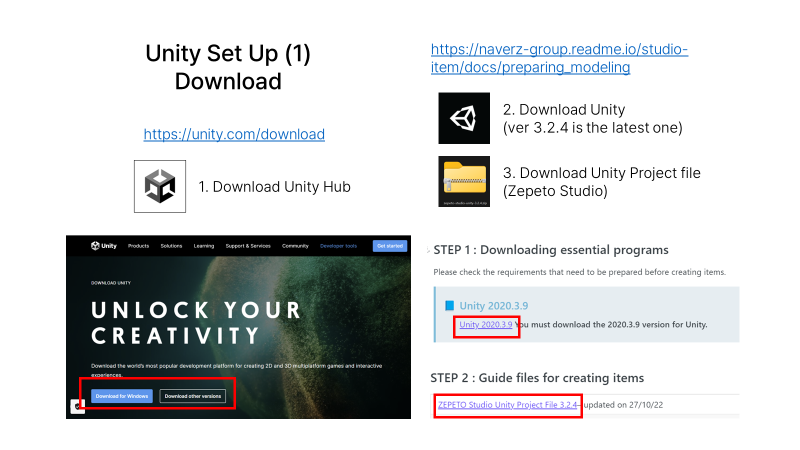 Unity Set Up (1)
Download
https://unity.com/download
1. Download Unity Hub
Unity
Products
Solutions
Learning
Support & Services
Community
Developer tools
Get started
DOWNLOAD UNITY
UNLOCK YOUR
CREATIVITY
Download the world's most popular development platform for creating 2D and 3D multiplatform games and interactive
experiences.
Download for Windows
Download other versions
https://naverz-group.readme.io/studio-
item/docs/preparing_modeling
2. Download Unity
(ver 3.2.4 is the latest one)
3. Download Unity Project file
(Zepeto Studio)
STEP 1 : Downloading essential programs
Please check the requirements that need to be prepared before creating items.
Unity 2020.3.9
Unity 2020.3.9 You must download the 2020.3.9 version for Unity.
STEP 2 : Guide files for creating items
ZEPETO Studio Unity Project File 3.2.4 updated on 27/10/22